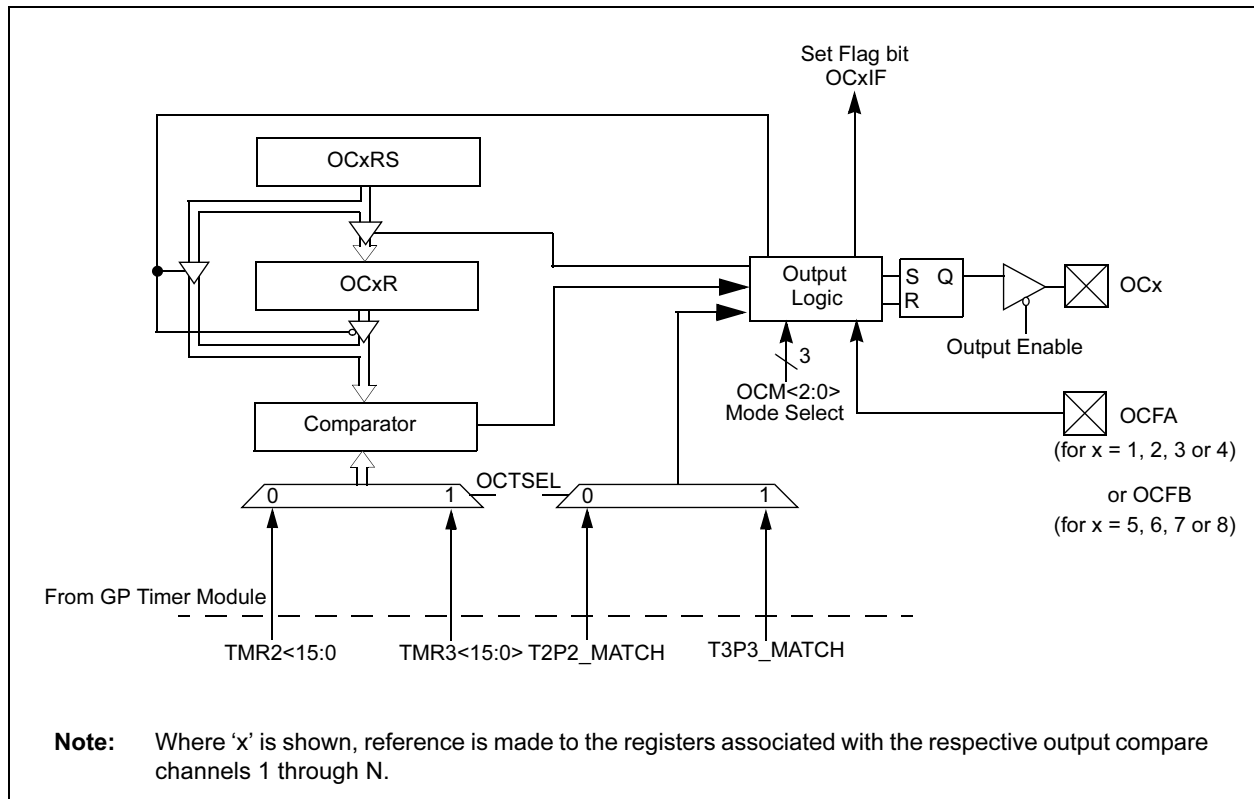 Set Flag bit
OCxIF
OCxRS
OCxR
Output
Logic
S Q
R
OCx
Output Enable
3
OCM<2:0>
Mode Select
Comparator
OCFA
(for x = 1, 2, 3 or 4)
or OCFB
(for x = 5, 6, 7 or 8)
0 1 OCTSEL 0 1
From GP Timer Module
TMR2<15:0 TMR3<15:0> T2P2_MATCH T3P3_MATCH
Note: Where ‘x’ is shown, reference is made to the registers associated with the respective output compare
channels 1 through N.